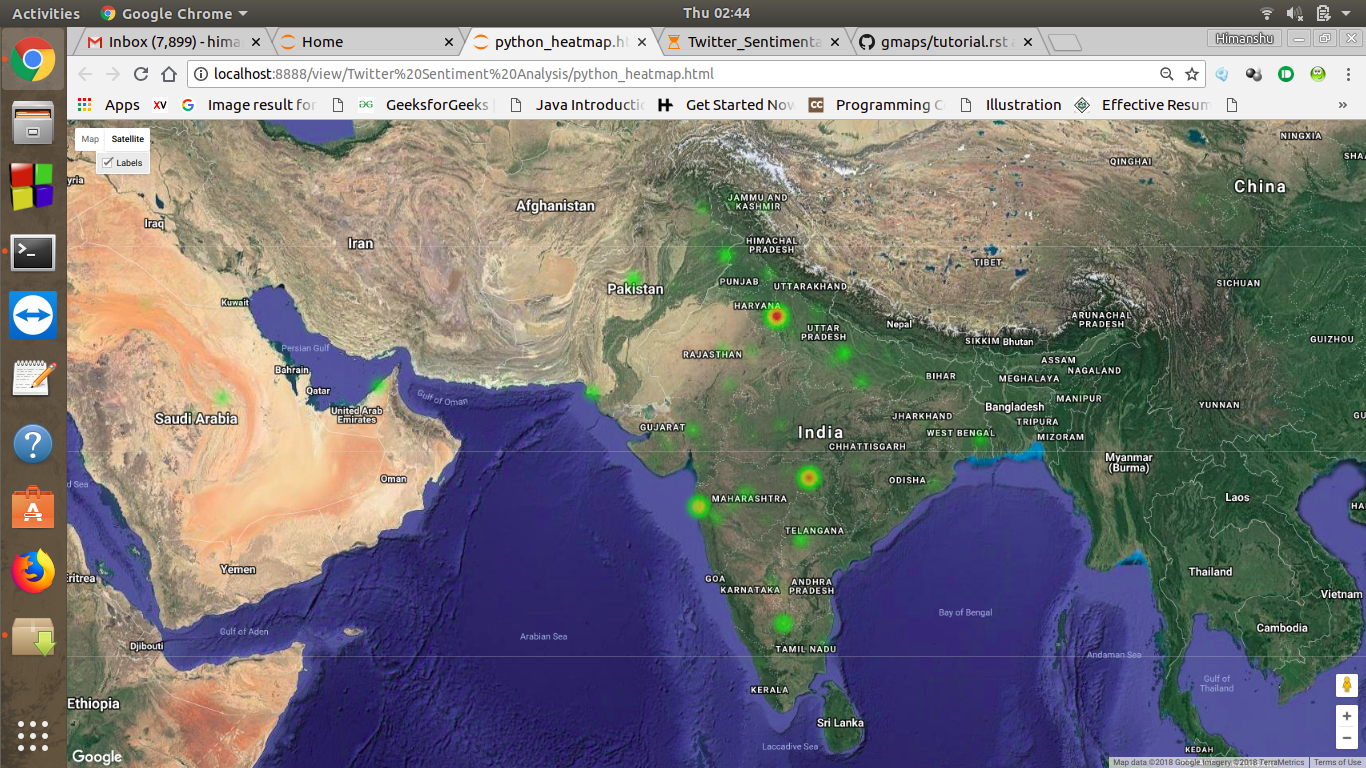 Activities
Google Chrome
Thu 02:44
Inbox (7,899) - hima
Home
python_heatmap.ht
Twitter_Sentimenta
gmaps/tutorial.rst a
Himanshu
localhost:8888/view/Twitter%20Sentiment%20Analysis/python_heatmap.html
Apps
XV
Image result for
GeeksforGeeks
Java Introductio
Get Started Now
CC
Programming C
Illustration
Effective Resum
»
Map
Satellite
Labels
NINGXIA
SHAA
QINGHAI
China
yria
JAMMU AND
KASHMIR
Afghanistan
Iraq
Iran
HIMACHAL
PRADESH
TIBET
PUNJAB
UTTARAKHAND
SICHUAN
Pakistan
Kuwait
HARYANA
ARUNACHAL
PRADESH
UTTAR
PRADESH
Nepal
SIKKIM
Bhutan
GUIZHOU
Persian Gulf
RAJASTHAN
ASSAM
Bahrain
NAGALAND
BIHAR
MEGHALAYA
Qatar
Gulf of Oman
MANIPUR
United Arab
Emirates
Bangladesh
YUNNAN
Saudi Arabia
JHARKHAND
TRIPURA
GUJARAT
India
WEST BENGAL
MIZORAM
CHHATTISGARH
Myanmar
(Burma)
Oman
ODISHA
d Sea
MAHARASHTRA
Laos
HA
TELANGANA
Yemen
Eritrea
GOA
KARNATAKA
ANDHRA
PRADESH
Thailand
Vietnam
Bay of Bengal
Gulf of Aden
Arabian Sea
Cambodia
Djibouti
TAMIL NADU
Andaman Sea
Gulf of
Thailand
KERALA
Ethiopia
Sri Lanka
Laccadive Sea
KEDAH
Google
Map data ©2018 Google Imagery ©2018 TerraMetrics
Terms of Use